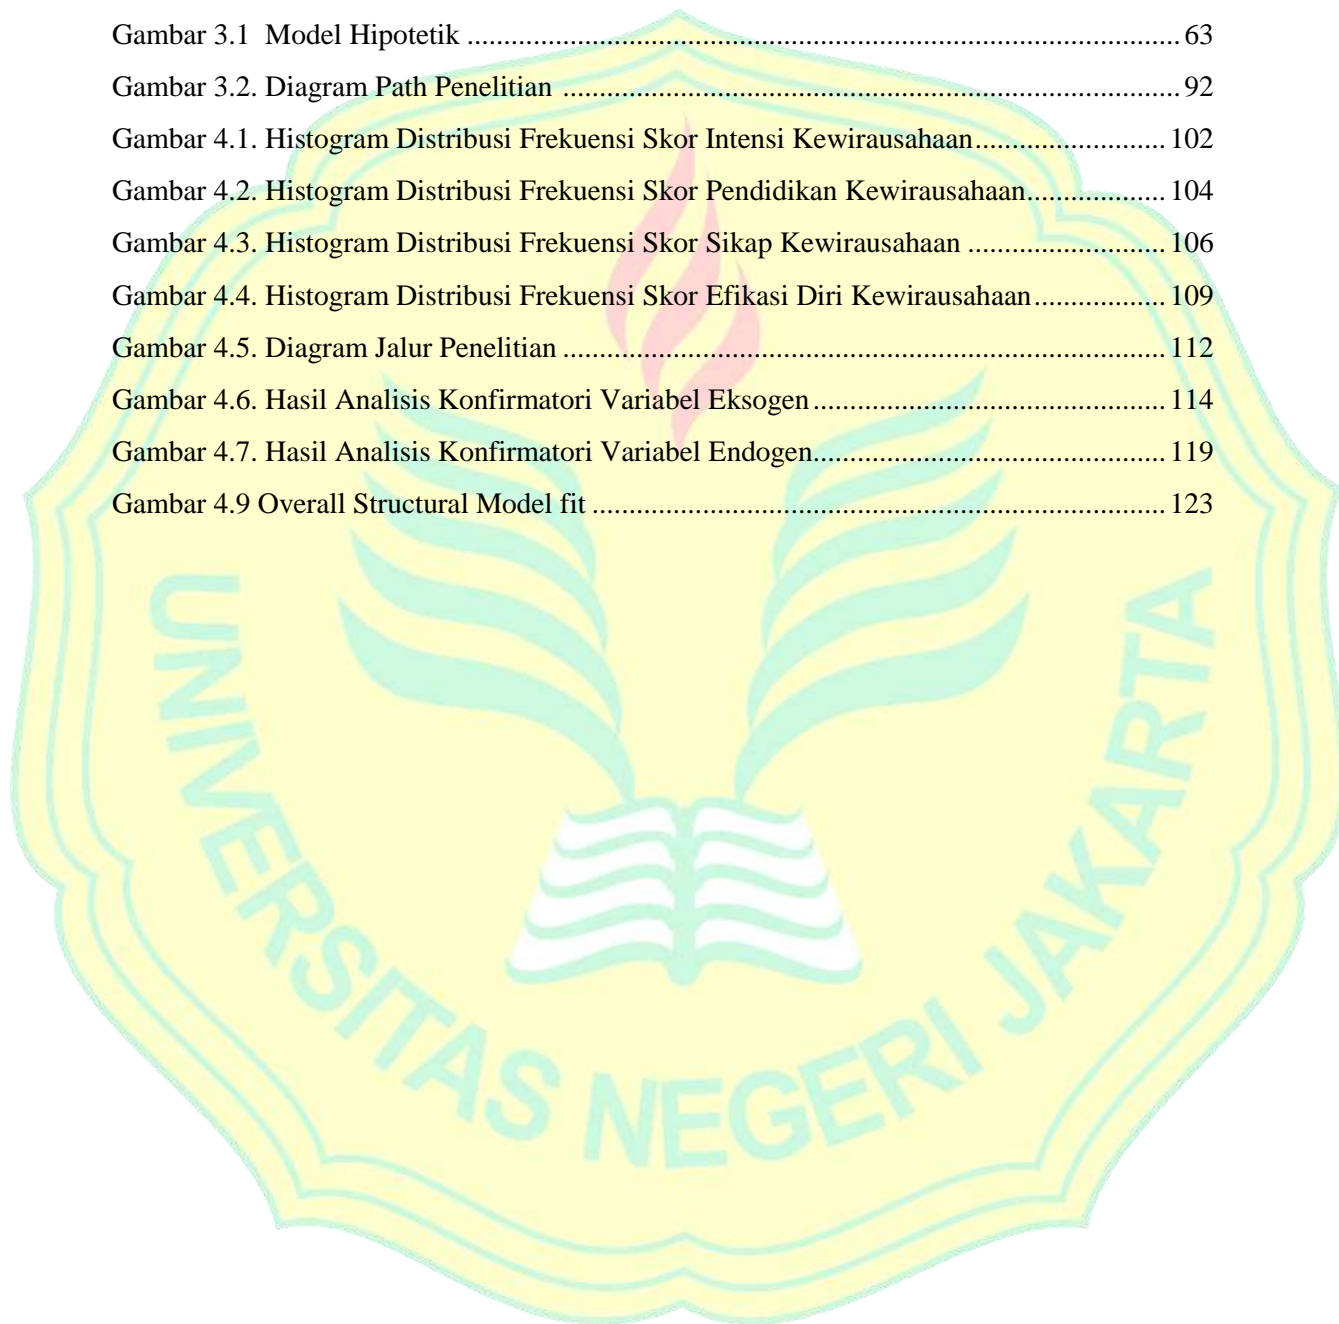 Gambar 3.1  Model Hipotetik ................................................................................................ 63
Gambar 3.2. Diagram Path Penelitian ................................................................................... 92
Gambar 4.1. Histogram Distribusi Frekuensi Skor Intensi Kewirausahaan.......................... 102
Gambar 4.2. Histogram Distribusi Frekuensi Skor Pendidikan Kewirausahaan................... 104
Gambar 4.3. Histogram Distribusi Frekuensi Skor Sikap Kewirausahaan ........................... 106
Gambar 4.4. Histogram Distribusi Frekuensi Skor Efikasi Diri Kewirausahaan.................. 109
Gambar 4.5. Diagram Jalur Penelitian ................................................................................. 112
Gambar 4.6. Hasil Analisis Konfirmatori Variabel Eksogen ............................................... 114
Gambar 4.7. Hasil Analisis Konfirmatori Variabel Endogen............................................... 119
Gambar 4.9 Overall Structural Model fit ............................................................................. 123
UNIVERSITAS NEGERI JAKARTA